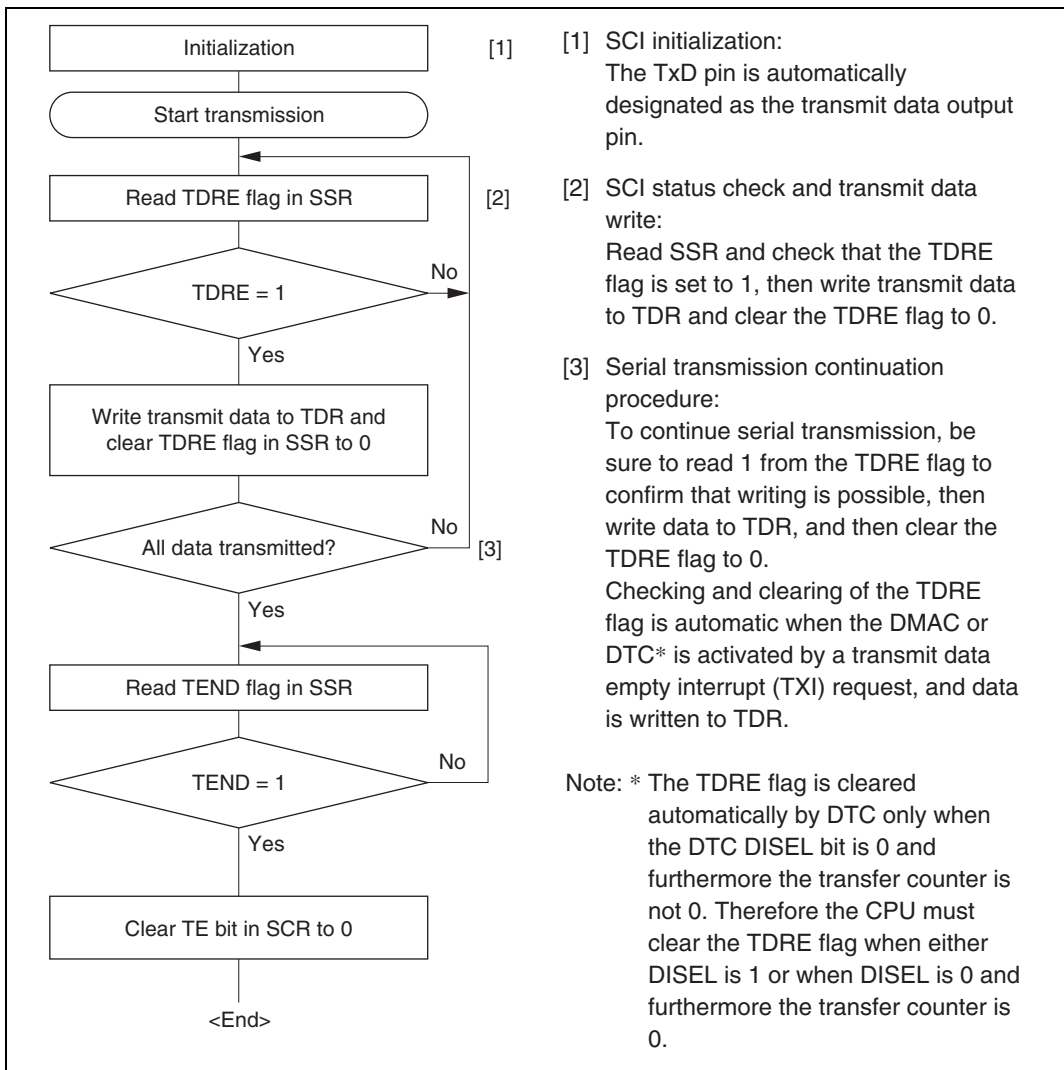 Initialization
[1]
Start transmission
Read TDRE flag in SSR
[2]
No
TDRE = 1
Yes
Write transmit data to TDR and
clear TDRE flag in SSR to 0
No
All data transmitted?
[3]
Yes
Read TEND flag in SSR
No
TEND = 1
Yes
Clear TE bit in SCR to 0
<End>
[1] SCI initialization:
The TxD pin is automatically
designated as the transmit data output
pin.
[2] SCI status check and transmit data
write:
Read SSR and check that the TDRE
flag is set to 1, then write transmit data
to TDR and clear the TDRE flag to 0.
[3] Serial transmission continuation
procedure:
To continue serial transmission, be
sure to read 1 from the TDRE flag to
confirm that writing is possible, then
write data to TDR, and then clear the
TDRE flag to 0.
Checking and clearing of the TDRE
flag is automatic when the DMAC or
DTC* is activated by a transmit data
empty interrupt (TXI) request, and data
is written to TDR.
Note: * The TDRE flag is cleared
automatically by DTC only when
the DTC DISEL bit is 0 and
furthermore the transfer counter is
not 0. Therefore the CPU must
clear the TDRE flag when either
DISEL is 1 or when DISEL is 0 and
furthermore the transfer counter is
0.